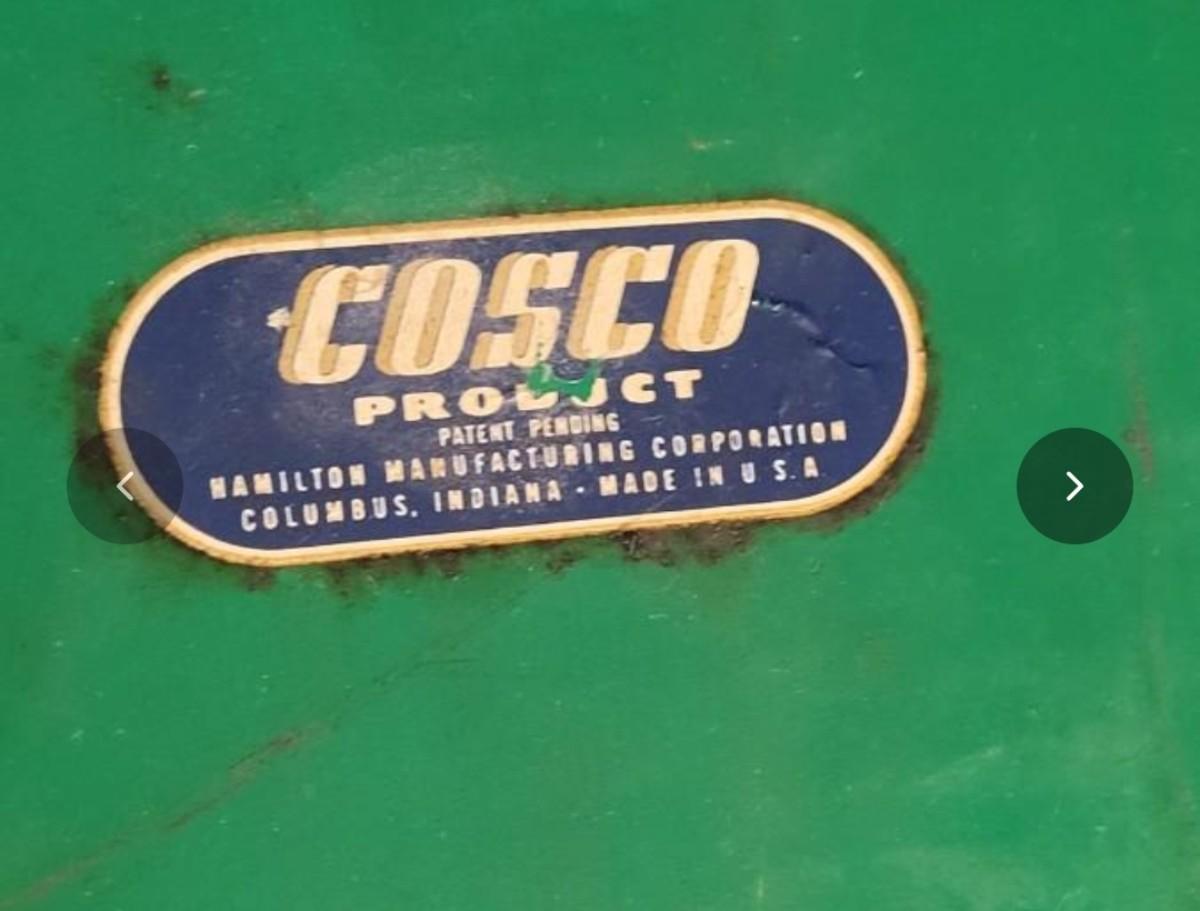 COSCO
PRODUCT
PATENT PENDING
HAMILTON MANUFACTURING CORPORATION
COLUMBUS, INDIANA - MADE IN U.S.A